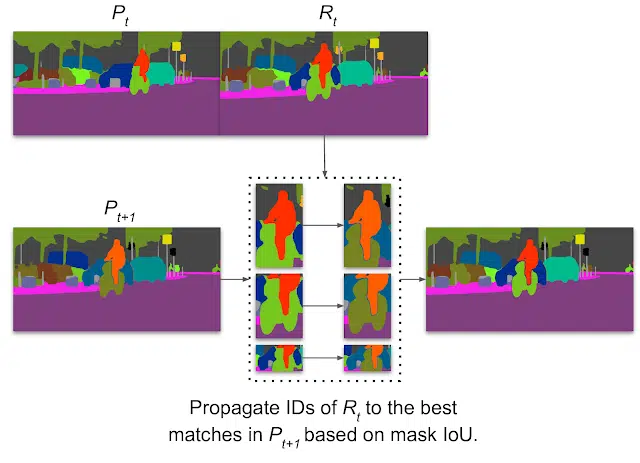 P_t
R_t
P_{t+1}
Propagate IDs of R_t to the best
matches in P_{t+1} based on mask IoU.